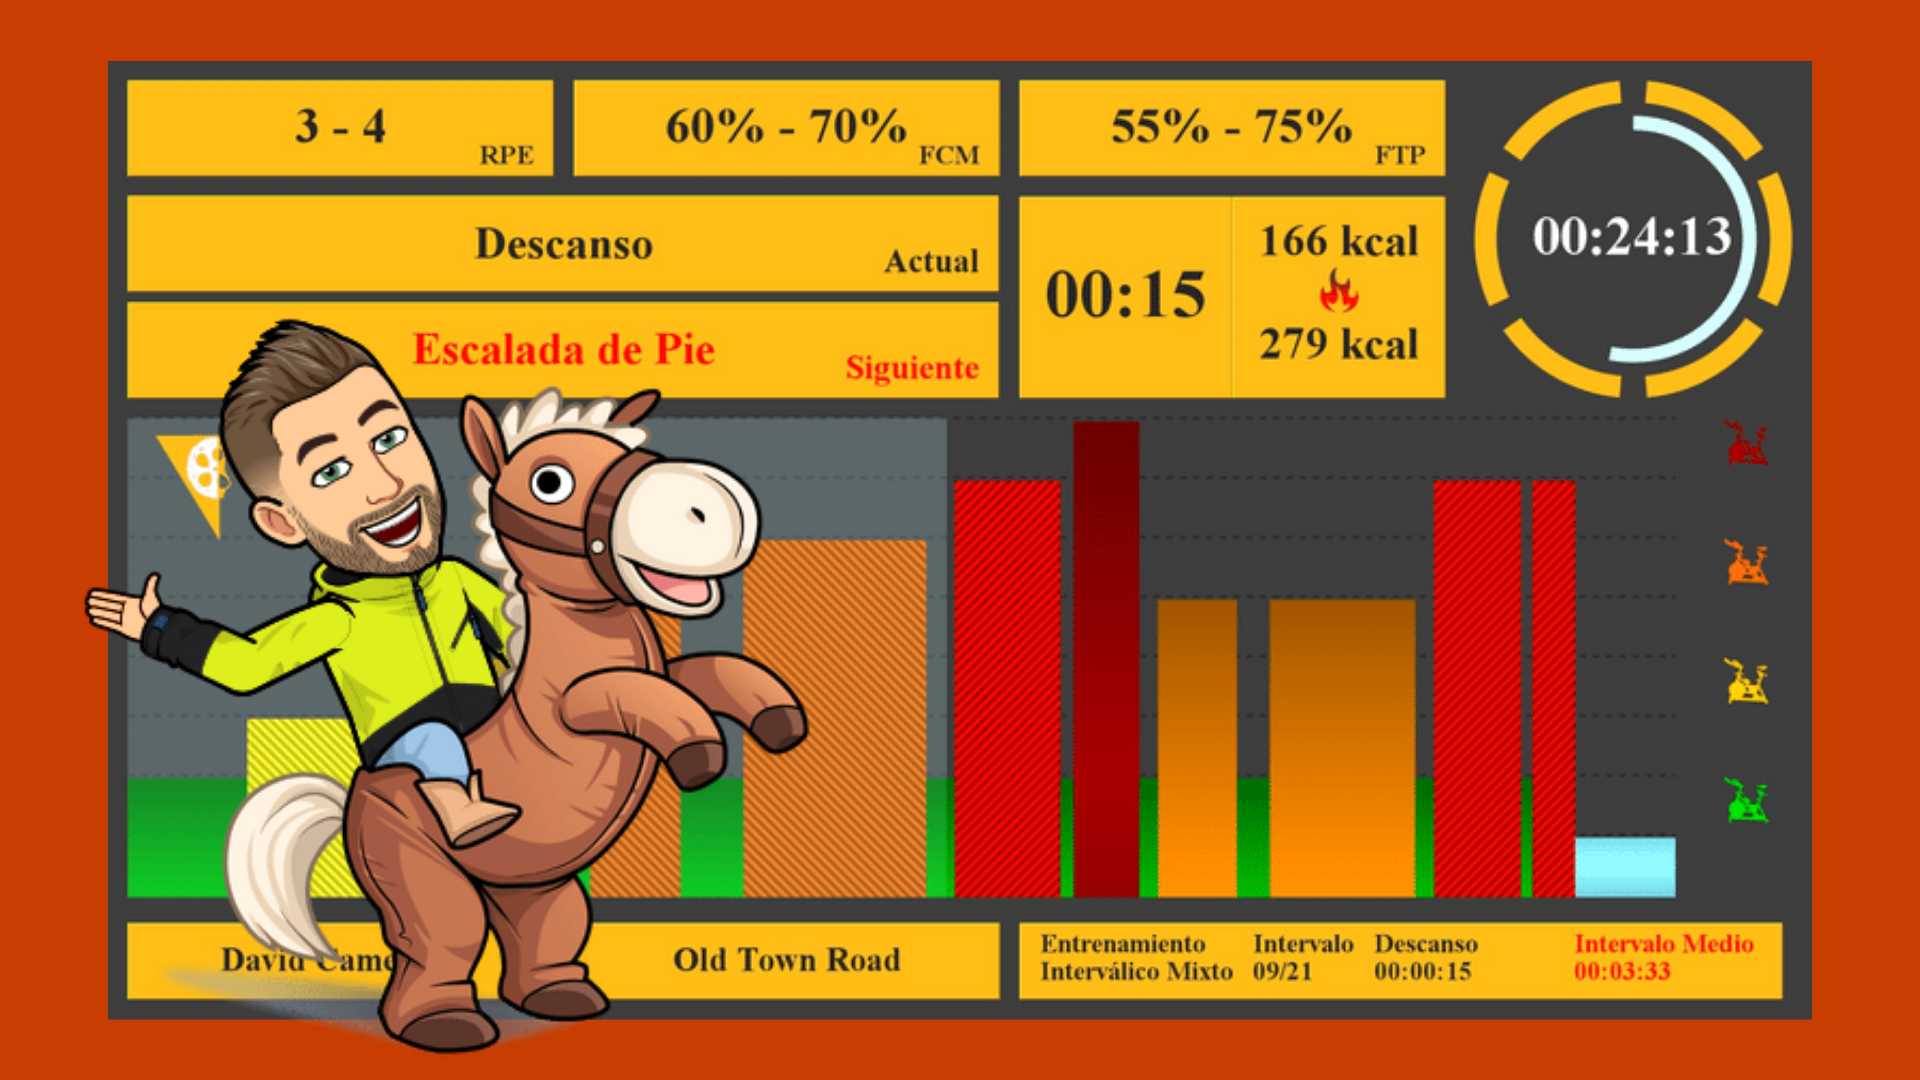 3 - 4
RPE
60% - 70%
FCM
55% - 75%
FTP
Descanso
Actual
00:15
166 kcal
279 kcal
00:24:13
Escalada de Pie
Siguiente
David
Old Town Road
Entrenamiento
Interválico Mixto
Intervalo
09/21
Descanso
00:00:15
Intervalo Medio
00:03:33